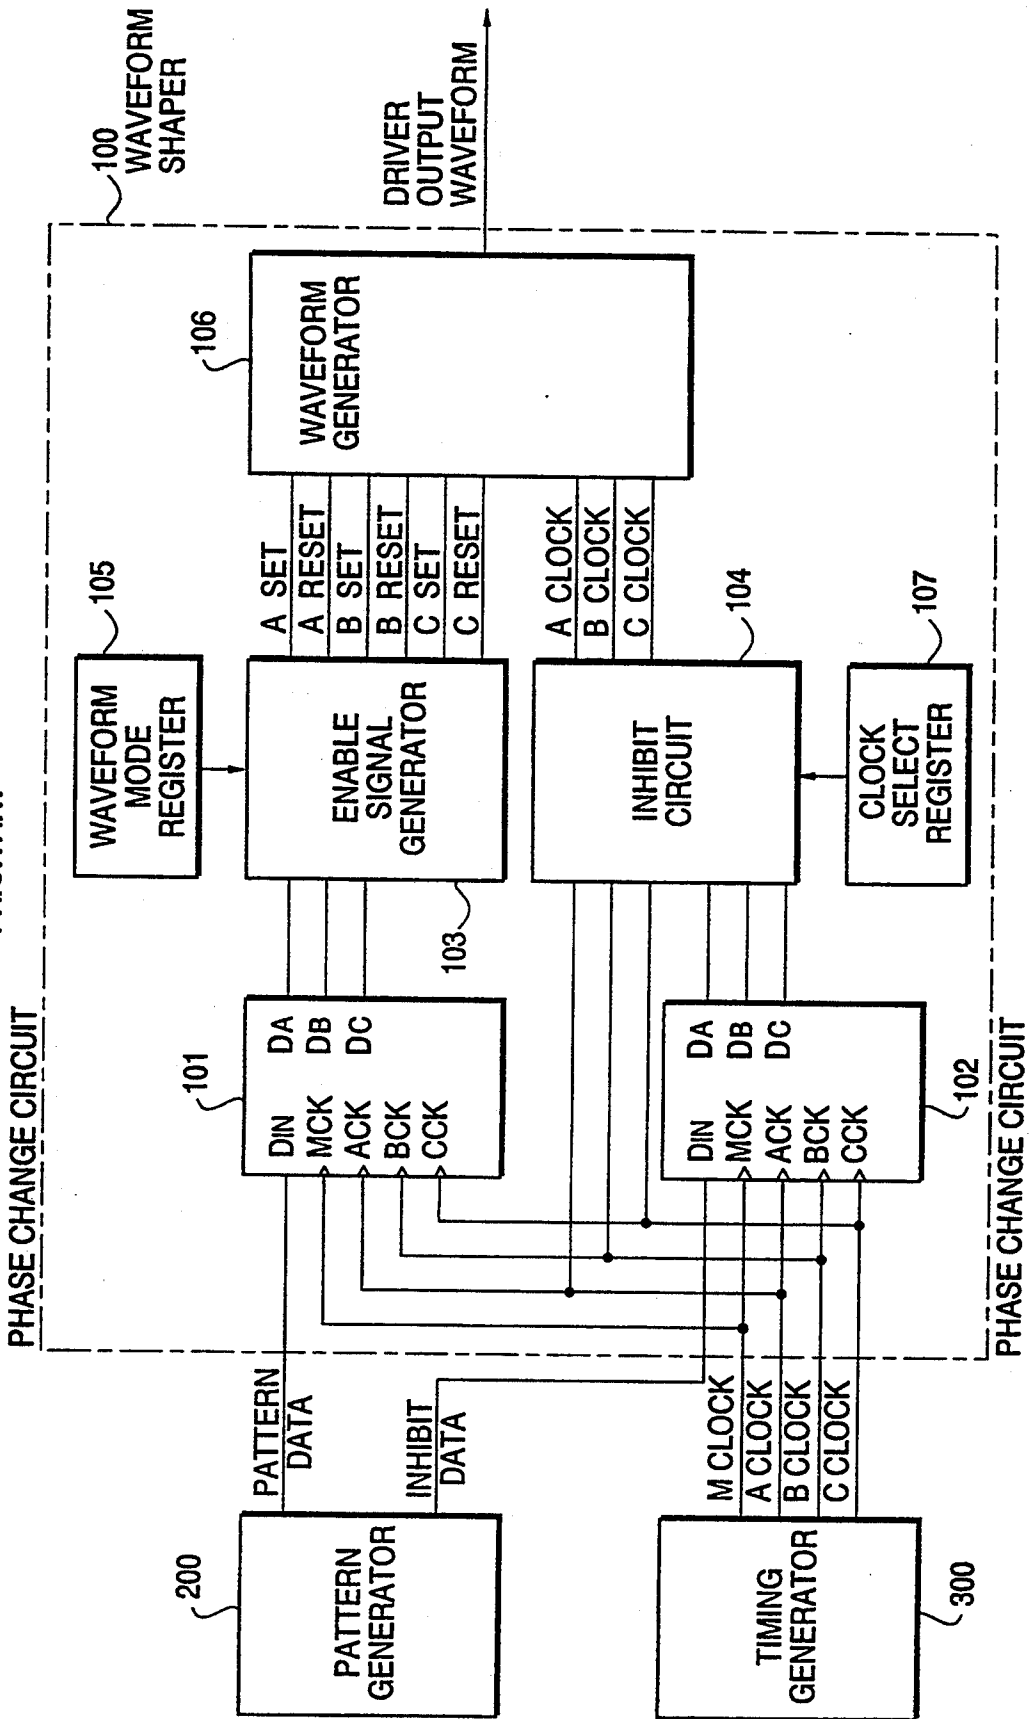 PHASE CHANGE CIRCUIT
100
WAVEFORM
SHAPER
200
PATTERN
GENERATOR
PATTERN
DATA
INHIBIT
DATA
101
DIN
MCK
ACK
BCK
CCK
DA
DB
DC
WAVEFORM
MODE
REGISTER
105
ENABLE
SIGNAL
GENERATOR
103
A SET
A RESET
B SET
B RESET
C SET
C RESET
106
WAVEFORM
GENERATOR
DRIVER
OUTPUT
WAVEFORM
300
TIMING
GENERATOR
M CLOCK
A CLOCK
B CLOCK
C CLOCK
102
DIN
MCK
ACK
BCK
CCK
DA
DB
DC
INHIBIT
CIRCUIT
104
A CLOCK
B CLOCK
C CLOCK
CLOCK
SELECT
REGISTER
107
PHASE CHANGE CIRCUIT